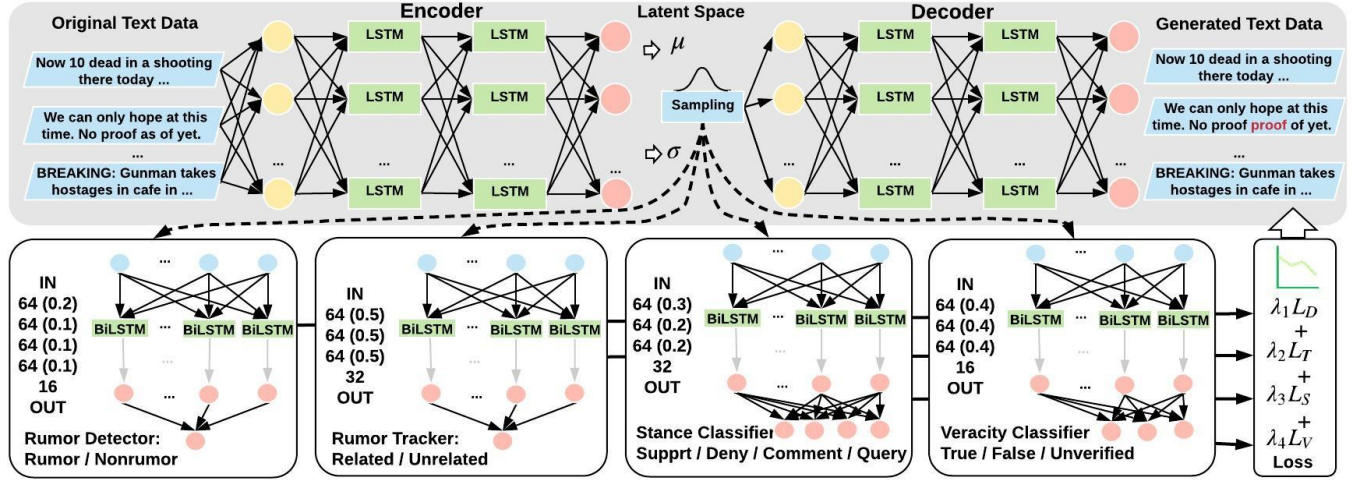 Original Text Data
Encoder
Latent Space
Decoder
Generated Text Data
Now 10 dead in a shooting
there today ...
We can only hope at this
time. No proof as of yet.
...
BREAKING: Gunman takes
hostages in cafe in ...
LSTM LSTM
LSTM LSTM
... ... ... ...
LSTM LSTM
μ
Sampling
σ
LSTM LSTM
LSTM LSTM
... ... ... ...
LSTM LSTM
Now 10 dead in a shooting
there today ...
We can only hope at this
time. No proof proof of yet.
...
BREAKING: Gunman takes
hostages in cafe in ...
IN
64 (0.2)
64 (0.1)
64 (0.1)
64 (0.1)
16
OUT
...
BiLSTM ... BiLSTM BiLSTM
...
...
Rumor Detector:
Rumor / Nonrumor
IN
64 (0.5)
64 (0.5)
64 (0.5)
32
OUT
...
BiLSTM ... BiLSTM BiLSTM
...
...
Rumor Tracker:
Related / Unrelated
IN
64 (0.3)
64 (0.2)
64 (0.2)
32
OUT
...
BiLSTM ... BiLSTM BiLSTM
...
...
Stance Classifier
Supprt / Deny / Comment / Query
IN
64 (0.4)
64 (0.4)
64 (0.4)
16
OUT
...
BiLSTM ... BiLSTM BiLSTM
...
...
Veracity Classifier
True / False / Unverified
λ1LD
+
λ2LT
+
λ3LS
+
λ4LV
Loss